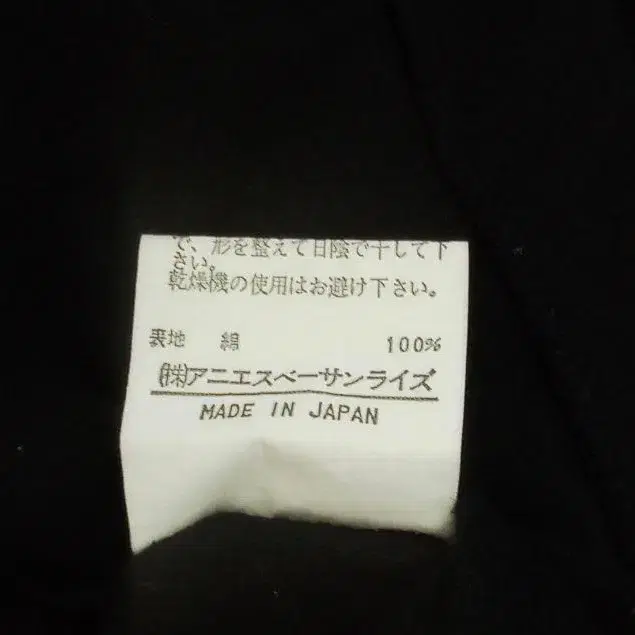 で、形を整えて日陰で干して下
さい。
乾燥機の使用はお避け下さい。
表地 綿 100%
(株)アニエスベーサンライズ
MADE IN JAPAN